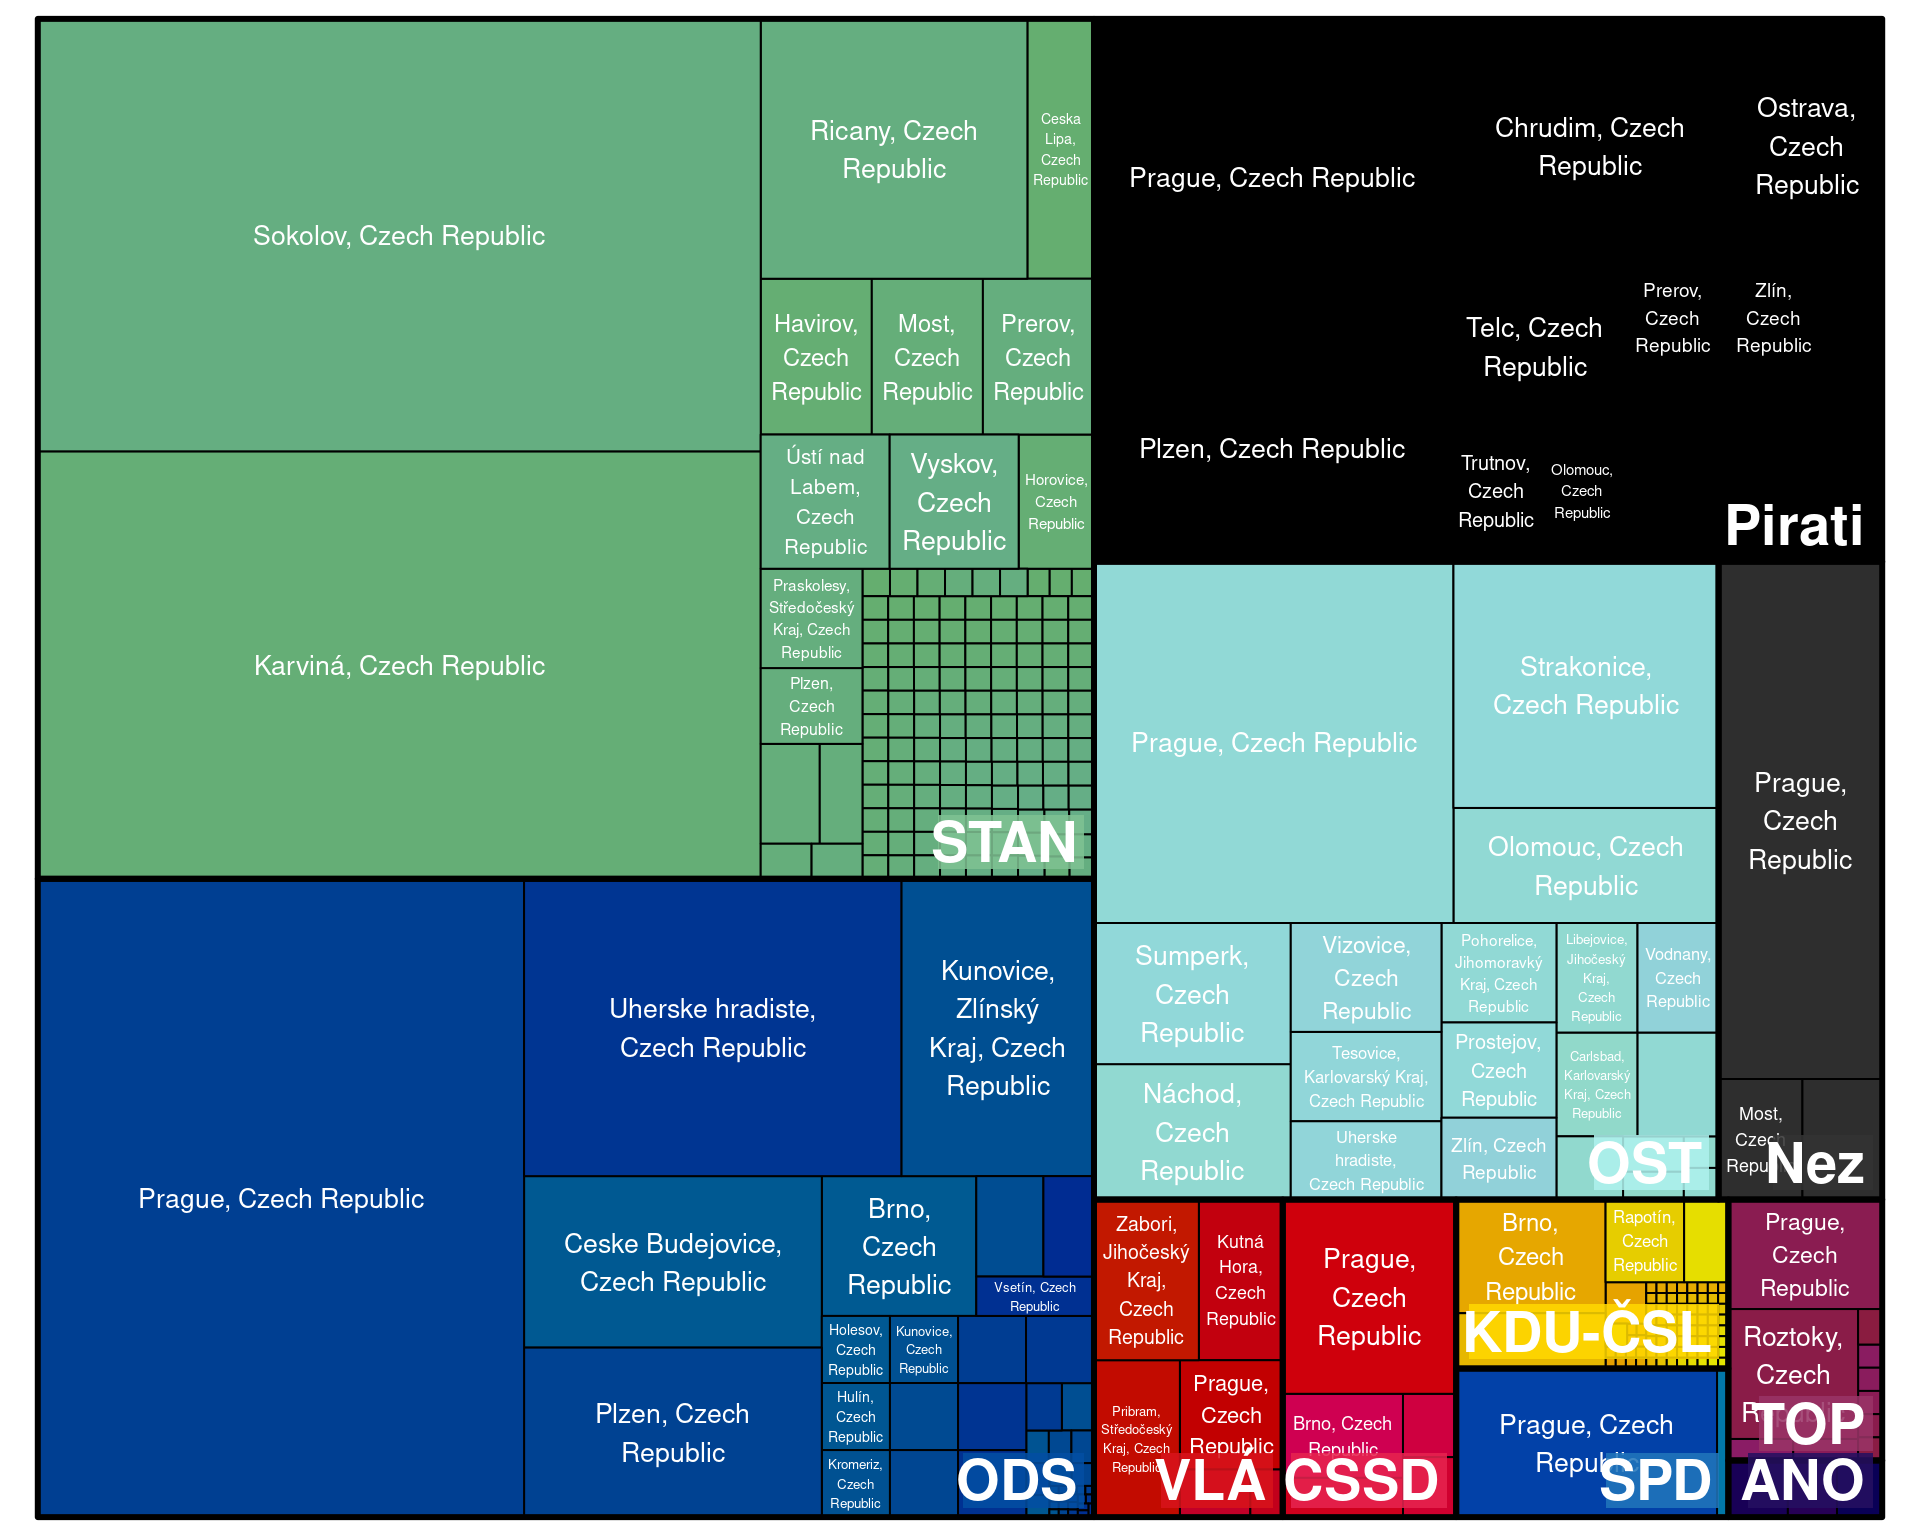 Sokolov, Czech Republic
Karviná, Czech Republic
Ricany, Czech
Republic
Ceska
Lipa,
Czech
Republic
Havirov,
Czech
Republic
Most,
Czech
Republic
Prerov,
Czech
Republic
Ústí nad
Labem,
Czech
Republic
Vyskov,
Czech
Republic
Horovice,
Czech
Republic
Praskolesy,
Středočeský
Kraj, Czech
Republic
Plzen,
Czech
Republic
STAN
Prague, Czech Republic
Uherske hradiste,
Czech Republic
Kunovice,
Zlínský
Kraj, Czech
Republic
Ceske Budejovice,
Czech Republic
Plzen, Czech
Republic
Brno,
Czech
Republic
Vsetín, Czech
Republic
Holesov,
Czech
Republic
Kunovice,
Czech
Republic
Hulín,
Czech
Republic
Kromeriz,
Czech
Republic
ODS
Prague, Czech Republic
Plzen, Czech Republic
Chrudim, Czech
Republic
Ostrava,
Czech
Republic
Telc, Czech
Republic
Prerov,
Czech
Republic
Zlín,
Czech
Republic
Trutnov,
Czech
Republic
Olomouc,
Czech
Republic
Pirati
Prague, Czech Republic
Strakonice,
Czech Republic
Olomouc, Czech
Republic
Sumperk,
Czech
Republic
Náchod,
Czech
Republic
Vizovice,
Czech
Republic
Tesovice,
Karlovarský Kraj,
Czech Republic
Uherske
hradiste,
Czech Republic
Pohorelice,
Jihomoravký
Kraj, Czech
Republic
Prostejov,
Czech
Republic
Zlín, Czech
Republic
Libejovice,
Jihočeský
Kraj,
Czech
Republic
Vodnany,
Czech
Republic
Carlsbad,
Karlovarský
Kraj, Czech
Republic
OST
Prague,
Czech
Republic
Most,
Czech
Republic
Nez
Zabori,
Jihočeský
Kraj,
Czech
Republic
Kutná
Hora,
Czech
Republic
Pribram,
Středočeský
Kraj, Czech
Republic
Prague,
Czech
Republic
VLÁ
Prague,
Czech
Republic
Brno, Czech
Republic
CSSD
Brno,
Czech
Republic
Rapotín,
Czech
Republic
KDU-ČSL
Prague, Czech
Republic
SPD
Prague,
Czech
Republic
Roztoky,
Czech
Republic
TOP
ANO